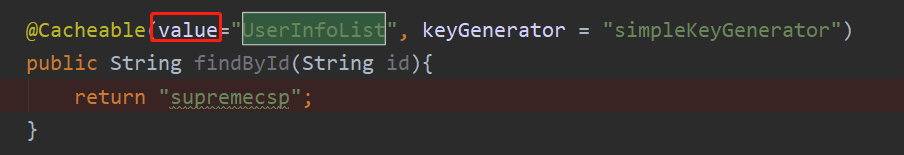 @Cacheable(value="UserInfoList", keyGenerator = "simpleKeyGenerator")
public String findById(String id){
return "supremecsp";
}